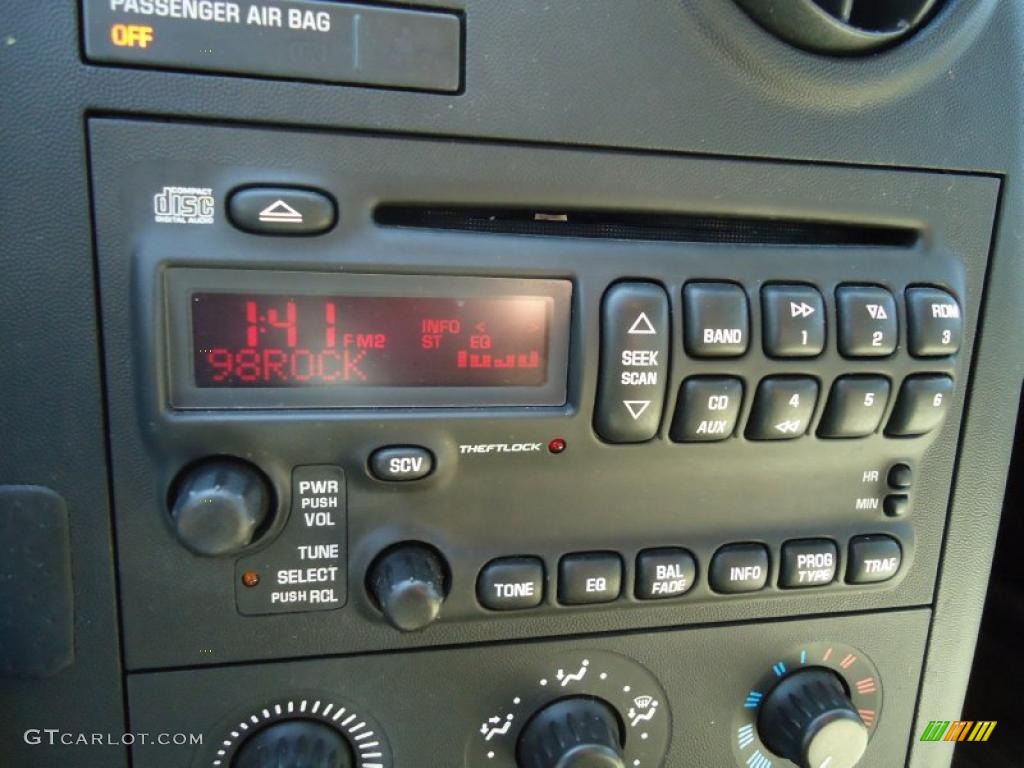 PASSENGER AIR BAG
OFF
COMPACT
disc
DIGITAL AUDIO
1:41 FM2
INFO
ST EQ
98ROCK
SEEK
SCAN
BAND
1
2
RDM
3
CD
AUX
4
5
6
THEFTLOCK
SCV
HR
MIN
PWR
PUSH
VOL
TUNE
SELECT
PUSH RCL
TONE
EQ
BAL
FADE
INFO
PROG
TYPE
TRAF
GTCARLOT.COM